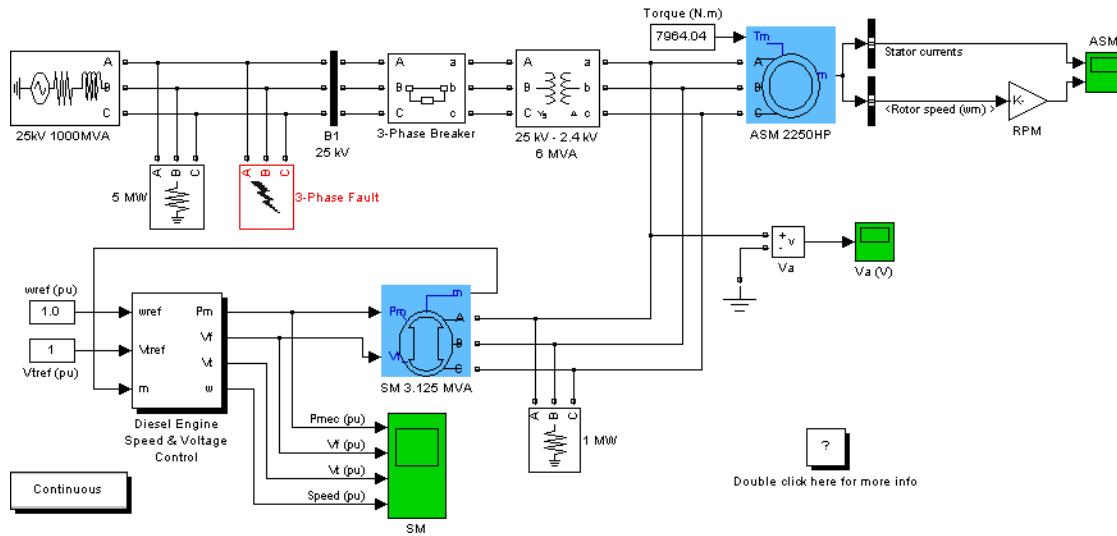 Torque (N.m)
7964.04
Tm
m
A
B
C
ASM 2250HP
Stator currents
<Rotor speed (wm) >
K-
RPM
ASM
A
B
C
25kV 1000MVA
B1
25 kV
A
B
C
a
b
c
3-Phase Breaker
A
B
C
Yg
a
b
c
Δ
25 kV - 2.4 kV
6 MVA
A B C
5 MW
A B C
3-Phase Fault
+
-
v
Va
Va (V)
wref (pu)
1.0
1
Vtref (pu)
wref
Vtref
m
Pm
Vf
Vt
w
Diesel Engine
Speed & Voltage
Control
Pm
Vf
m
A
B
C
SM 3.125 MVA
A B C
1 MW
Pmec (pu)
Vf (pu)
Vt (pu)
Speed (pu)
SM
Continuous
?
Double click here for more info